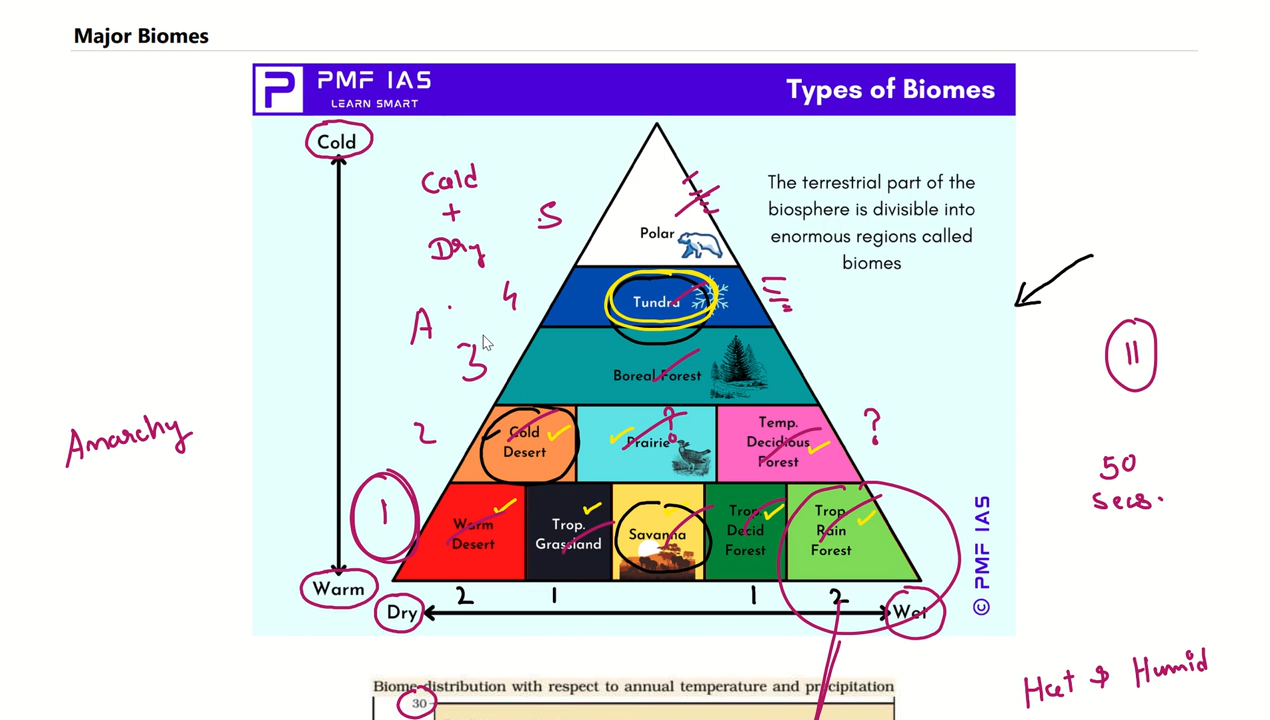 Major Biomes
PMF IAS
LEARN SMART
Types of Biomes
Cold
Cold
+
Dry
S
Polar
The terrestrial part of the
biosphere is divisible into
enormous regions called
biomes
4
Tundra
A
3
Boreal Forest
11
Anarchy
2
Cold
Desert
?
Prairie
Temp.
Decidious
Forest
?
50
secs.
1
Warm
Desert
Trop.
Grassland
Savanna
Trop.
Decid
Forest
Trop.
Rain
Forest
© PMF IAS
Warm
2
1
1
2
Dry
Wet
Hot & Humid
Biome distribution with respect to annual temperature and precipitation
30